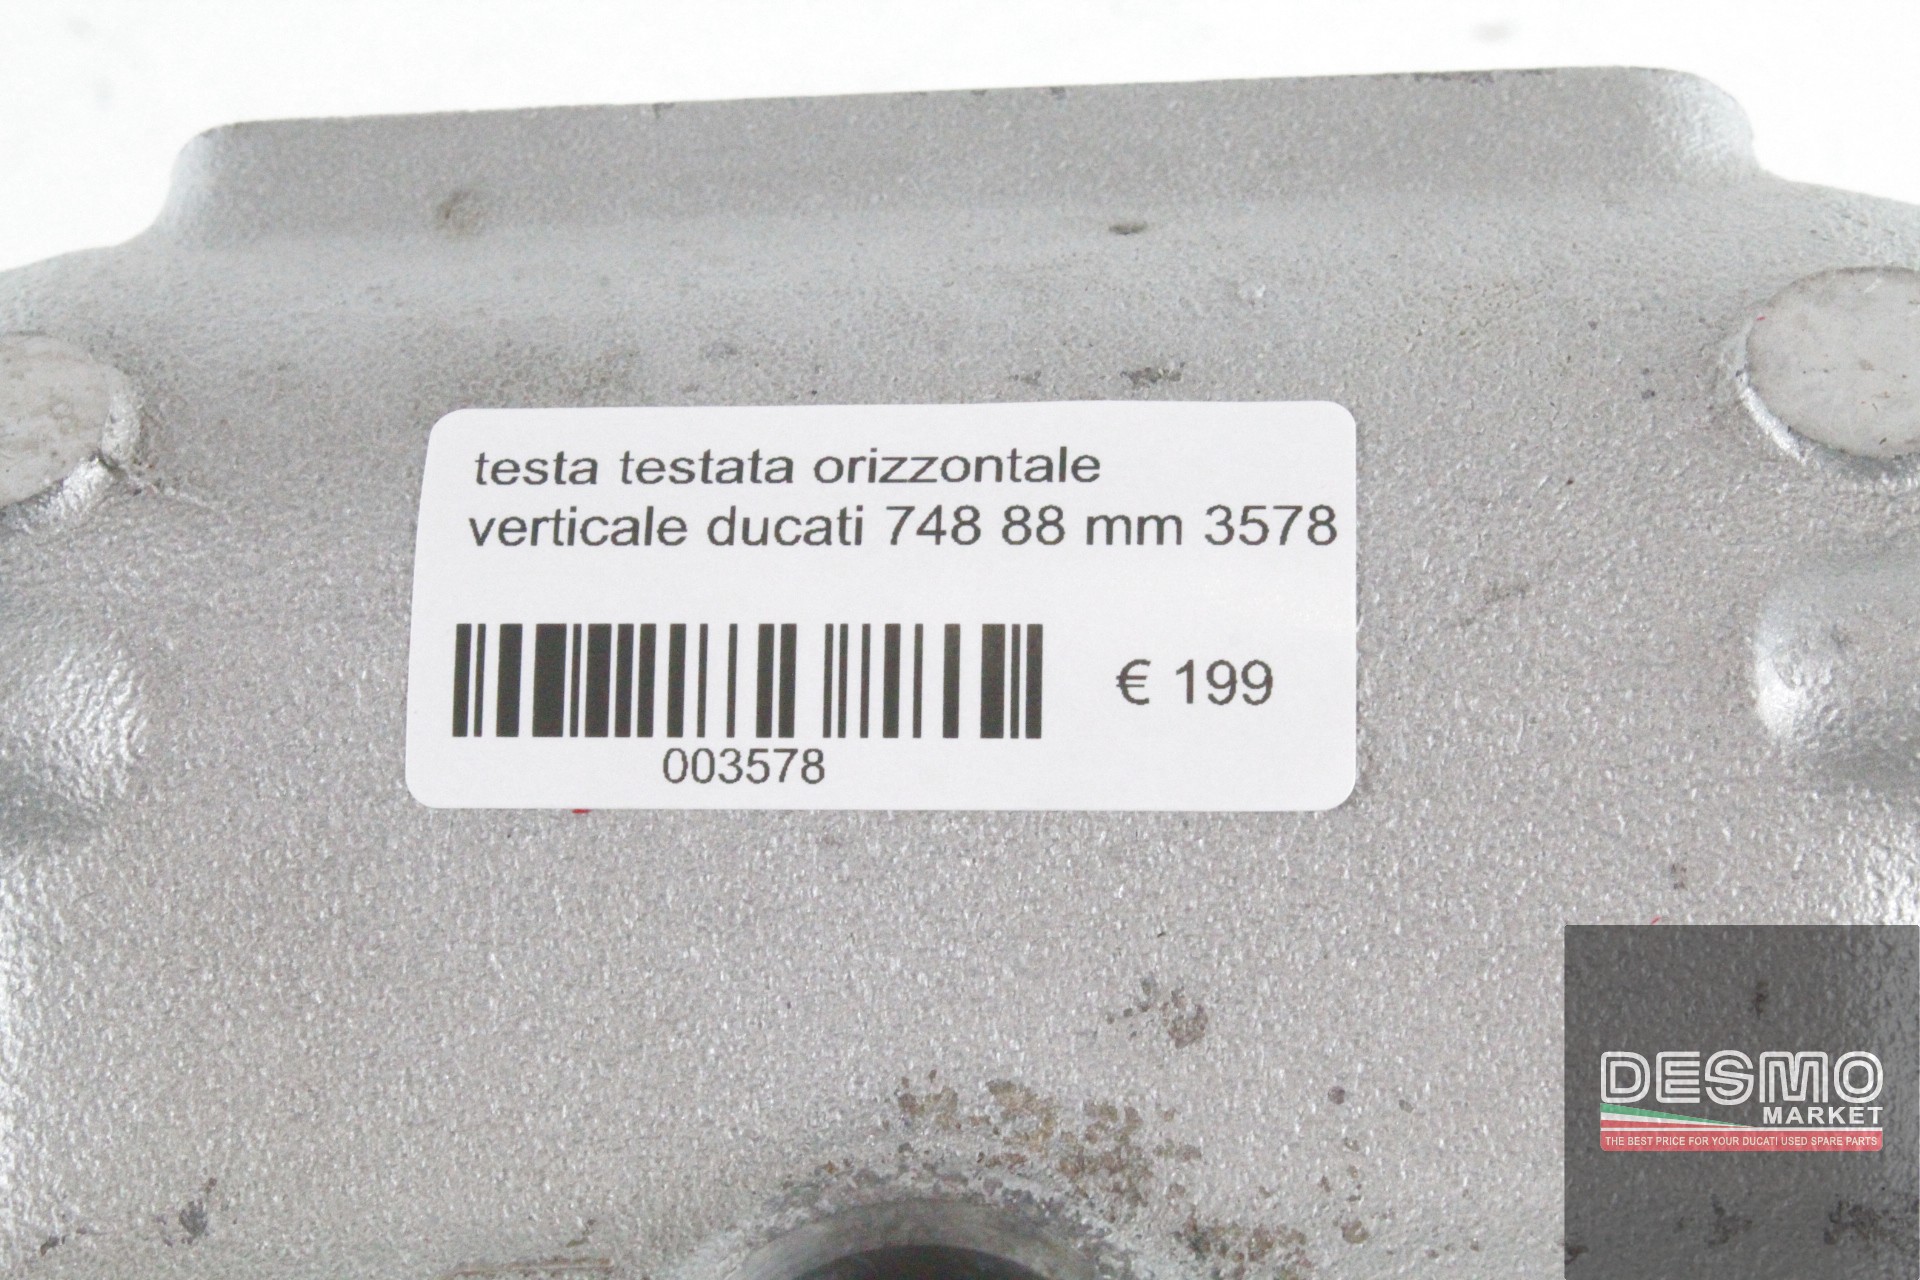 testa testata orizzontale
verticale ducati 748 88 mm 3578
€ 199
003578
DESMO
MARKET
THE BEST PRICE FOR YOUR DUCATI USED SPARE PARTS